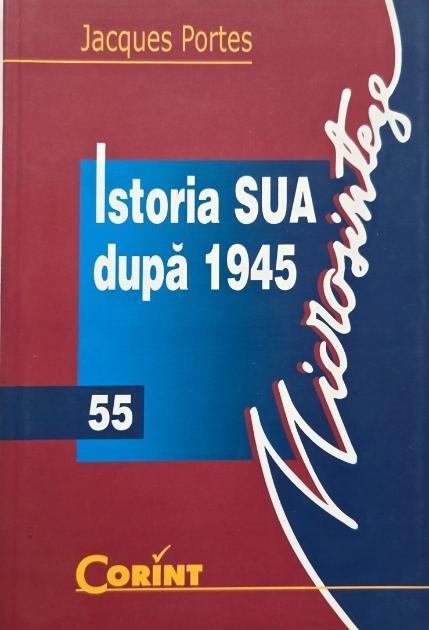 Jacques Portes
Istoria SUA
după 1945
Microsinteze
55
CORINT